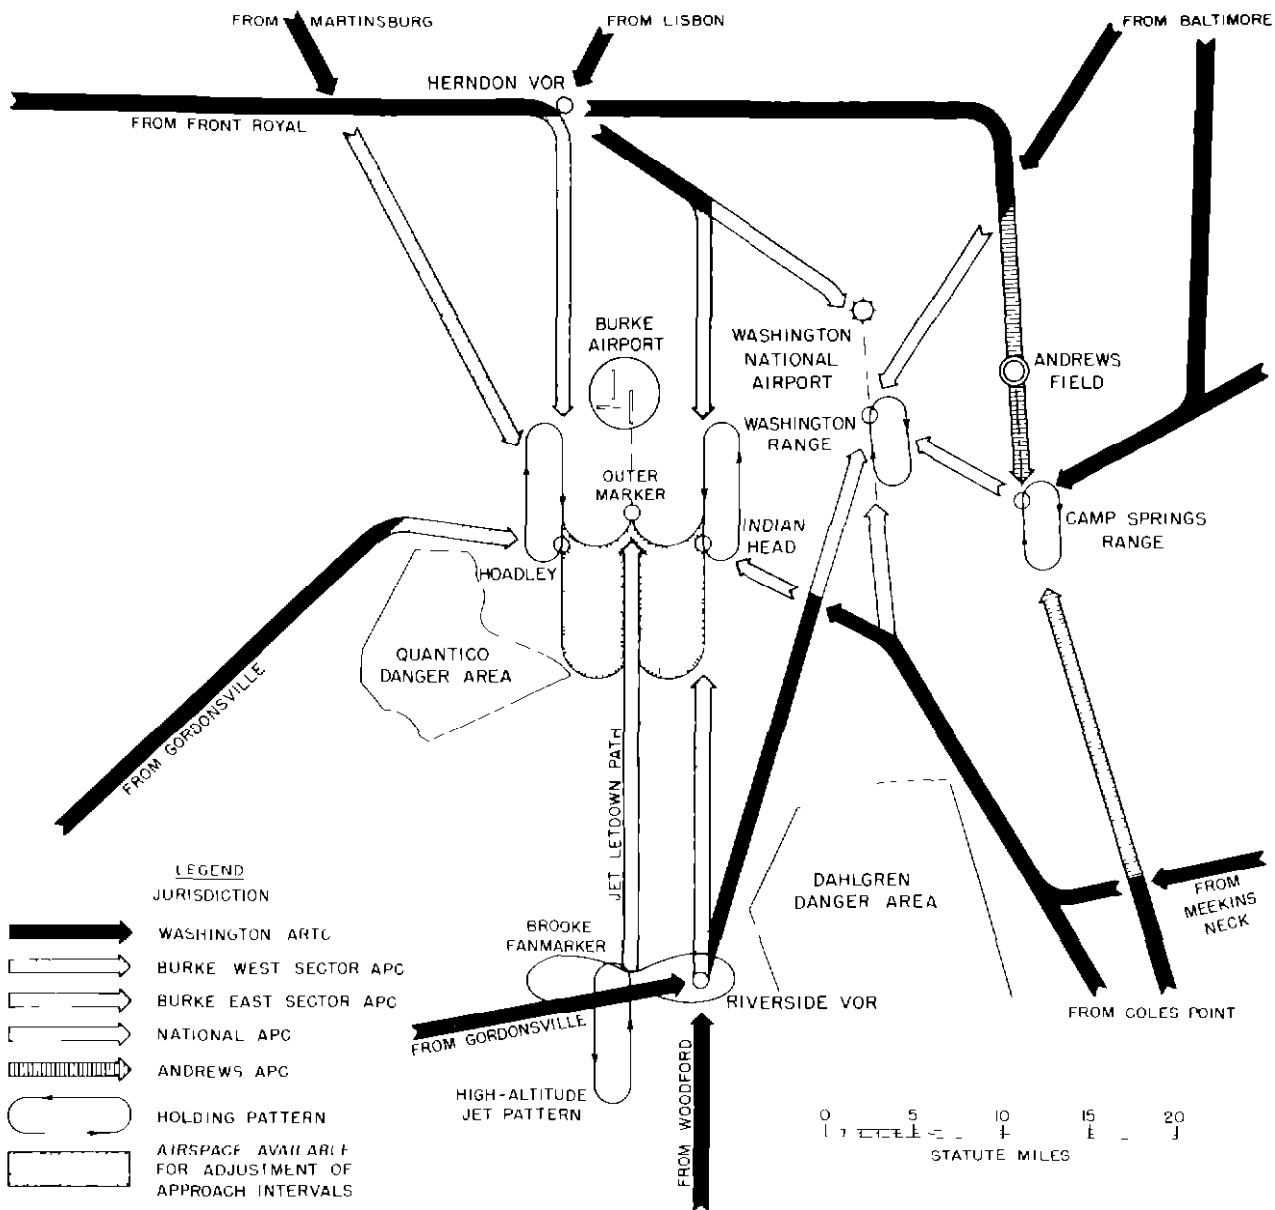 FROM MARTINSBURG
FROM LISBON
FROM BALTIMORE
HERNDON VOR
FROM FRONT ROYAL
BURKE
AIRPORT
WASHINGTON
NATIONAL
AIRPORT
ANDREWS
FIELD
WASHINGTON
RANGE
OUTER
MARKER
INDIAN
HEAD
CAMP SPRINGS
RANGE
HOADLEY
QUANTICO
DANGER AREA
FROM GORDONSVILLE
JET LETDOWN PATH
DAHLGREN
DANGER AREA
FROM
MEEKINS
NECK
LEGEND
JURISDICTION
WASHINGTON ARTC
BURKE WEST SECTOR APC
BURKE EAST SECTOR APC
NATIONAL APC
ANDREWS APC
HOLDING PATTERN
AIRSPACE AVAILABLE
FOR ADJUSTMENT OF
APPROACH INTERVALS
BROOKE
FANMARKER
RIVERSIDE VOR
FROM COLES POINT
FROM GORDONSVILLE
HIGH-ALTITUDE
JET PATTERN
FROM WOODFORD
0 5 10 15 20
STATUTE MILES